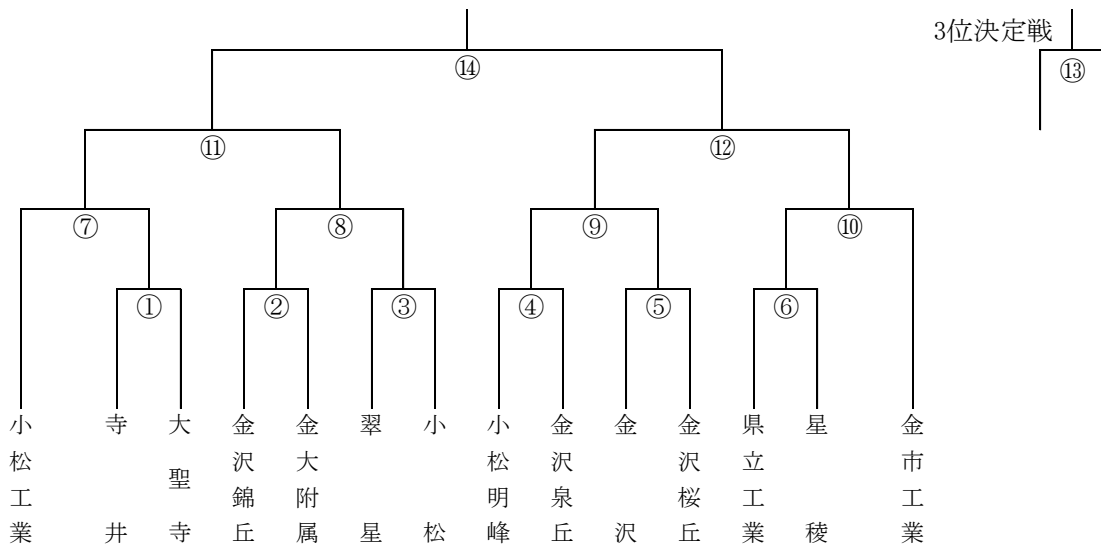 3位決定戦
⑭
⑬
⑪
⑫
⑦
⑧
⑨
⑩
①
②
③
④
⑤
⑥
小松工業
寺井
大聖寺
金沢錦丘
金大附属
翠星
小松
小松明峰
金沢泉丘
金沢
金沢桜丘
県立工業
星稜
金市工業